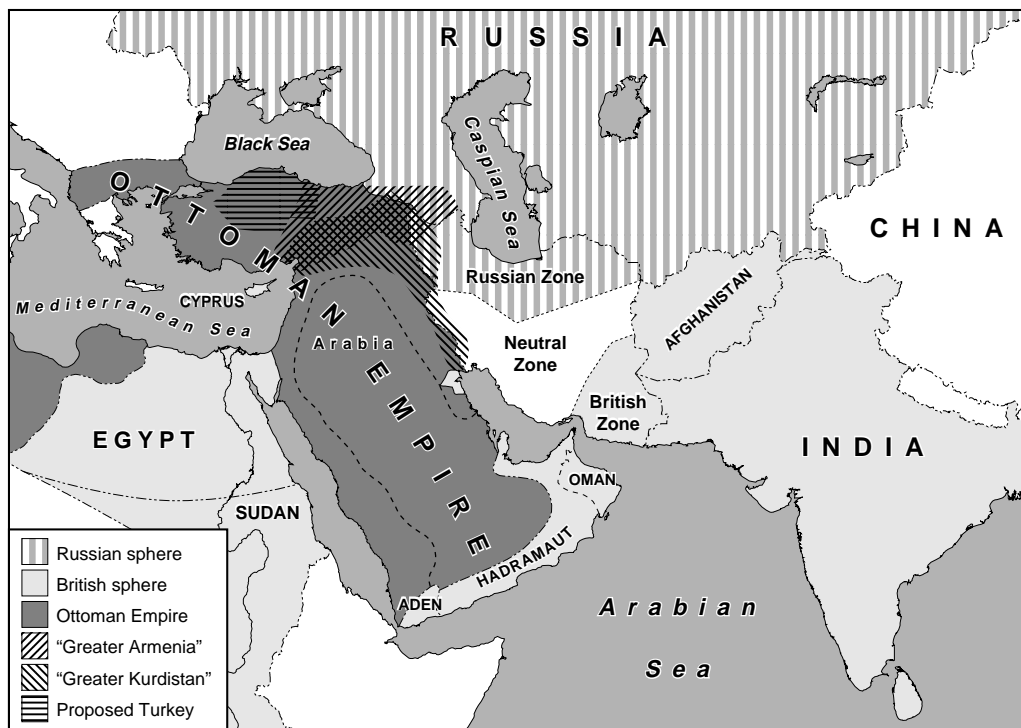 RUSSIA
Black Sea
Caspian Sea
OTTOMAN EMPIRE
CHINA
Russian Zone
CYPRUS
Mediterranean Sea
AFGHANISTAN
Arabia
Neutral
Zone
British
Zone
EGYPT
INDIA
OMAN
SUDAN
HADRAMAUT
ADEN
Arabian
Sea
Russian sphere
British sphere
Ottoman Empire
“Greater Armenia”
“Greater Kurdistan”
Proposed Turkey